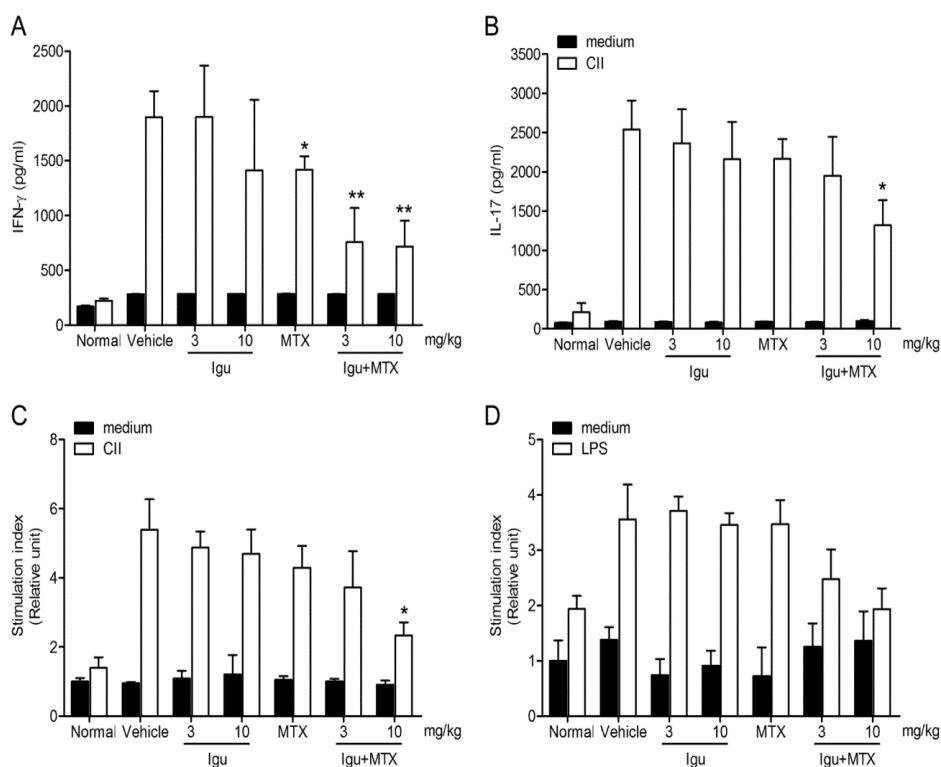 A
2500
2000
1500
1000
500
0
IFN-γ (pg/ml)
*
**
**
Normal Vehicle 3 10 MTX 3 10 mg/kg
Igu Igu+MTX
B
medium
CII
3500
3000
2500
2000
1500
1000
500
0
IL-17 (pg/ml)
*
Normal Vehicle 3 10 MTX 3 10 mg/kg
Igu Igu+MTX
C
medium
CII
8
6
4
2
0
Stimulation index
(Relative unit)
*
Normal Vehicle 3 10 MTX 3 10 mg/kg
Igu Igu+MTX
D
medium
LPS
5
4
3
2
1
0
Stimulation index
(Relative unit)
Normal Vehicle 3 10 MTX 3 10 mg/kg
Igu Igu+MTX